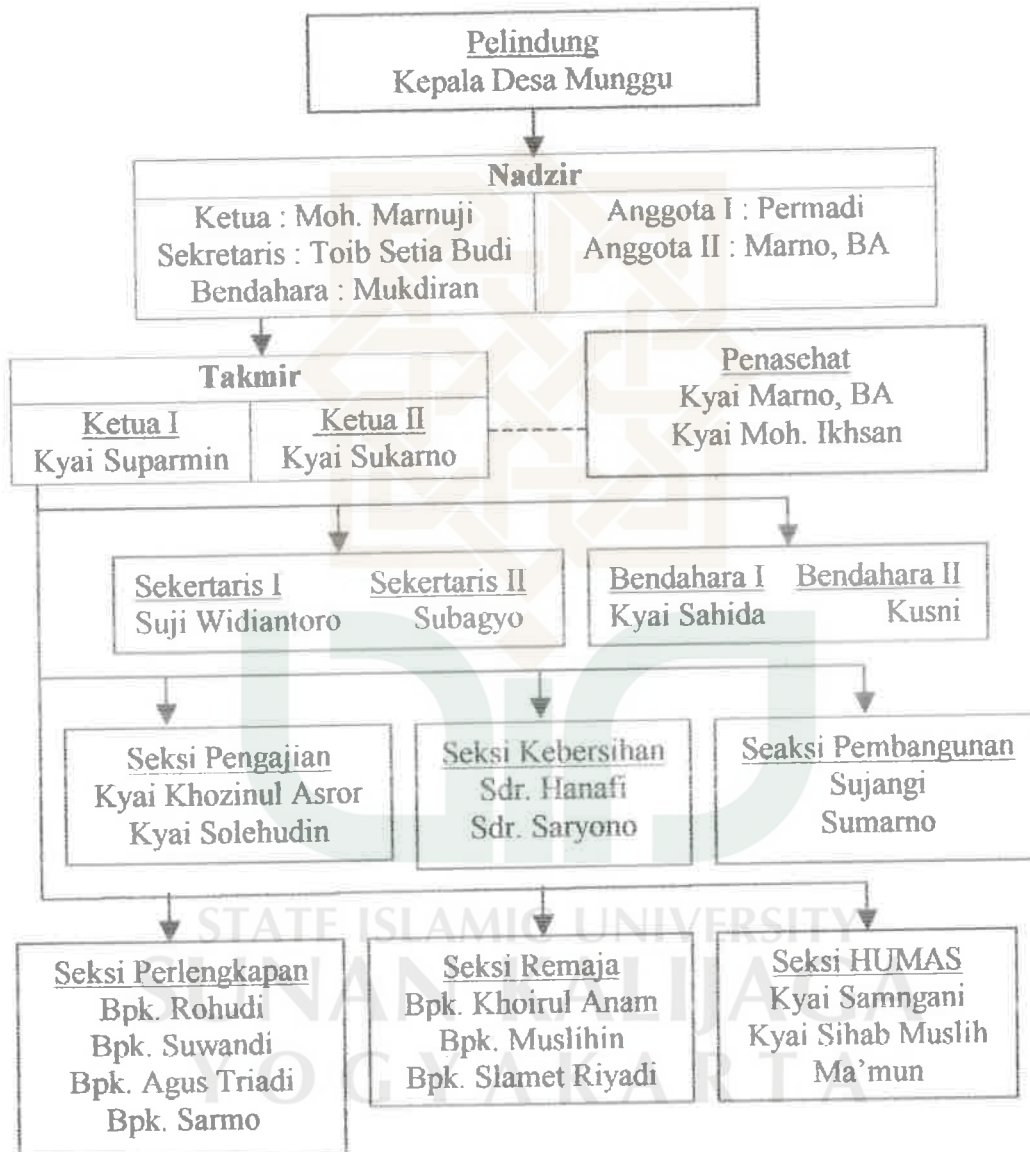 Pelindung
Kepala Desa Munggu
Nadzir
Ketua : Moh. Marnuji
Sekretaris : Toib Setia Budi
Bendahara : Mukdiran
Anggota I : Permadi
Anggota II : Marno, BA
Takmir
Ketua I
Kyai Suparmin
Ketua II
Kyai Sukarno
Penasehat
Kyai Marno, BA
Kyai Moh. Ikhsan
Sekertaris I
Suji Widiantoro
Sekertaris II
Subagyo
Bendahara I
Kyai Sahida
Bendahara II
Kusni
Seksi Pengajian
Kyai Khozinul Asror
Kyai Solehudin
Seksi Kebersihan
Sdr. Hanafi
Sdr. Saryono
Seaksi Pembangunan
Sujangi
Sumarno
Seksi Perlengkapan
Bpk. Rohudi
Bpk. Suwandi
Bpk. Agus Triadi
Bpk. Sarmo
Seksi Remaja
Bpk. Khoirul Anam
Bpk. Muslihin
Bpk. Slamet Riyadi
Seksi HUMAS
Kyai Samngani
Kyai Sihab Muslih
Ma'mun
STATE ISLAMIC UNIVERSITY
SUNAN KALIJAGA
YOGYAKARTA